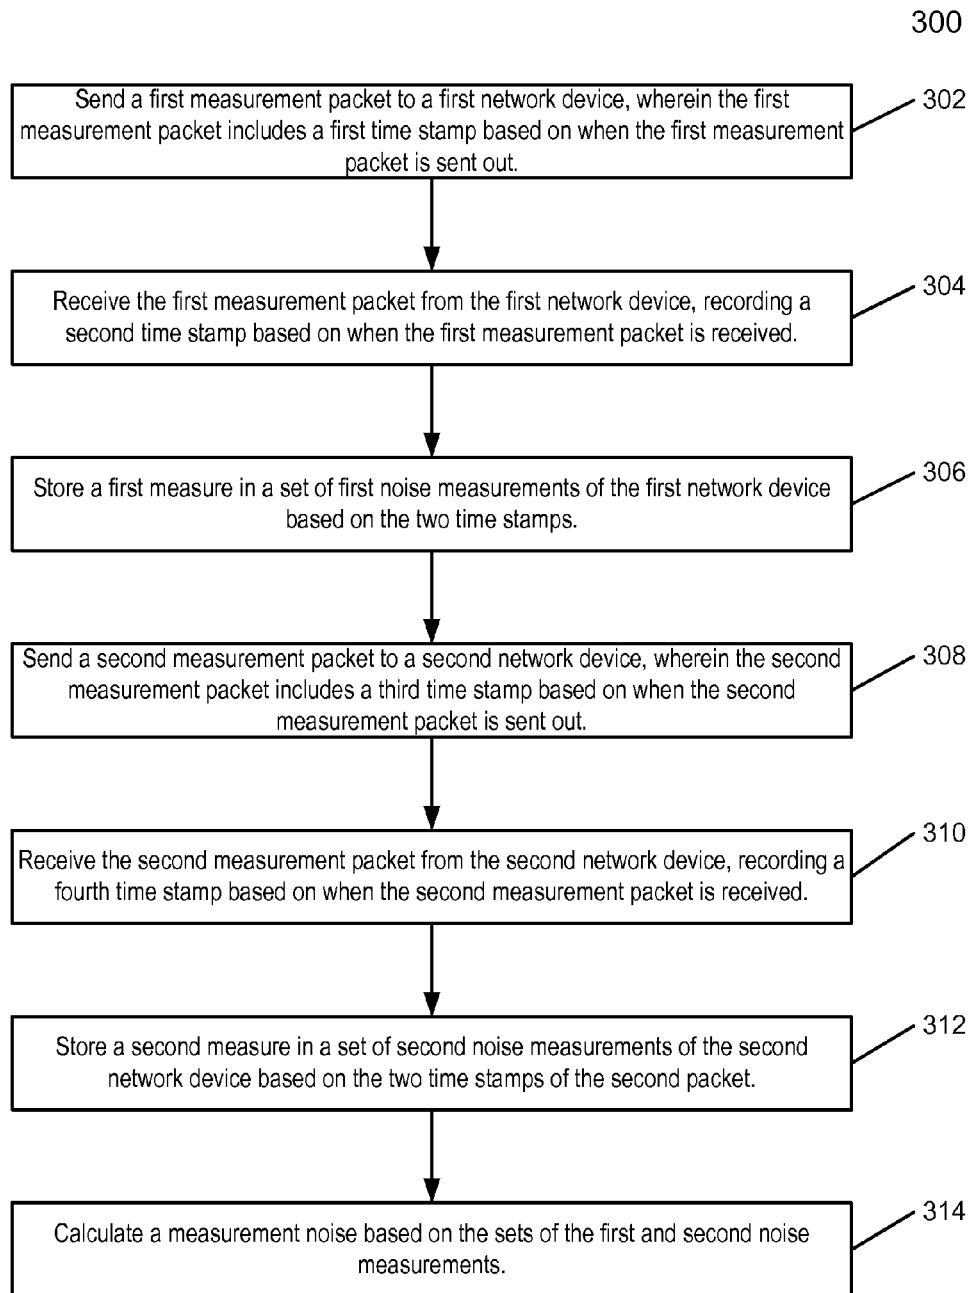 300
Send a first measurement packet to a first network device, wherein the first
measurement packet includes a first time stamp based on when the first measurement
packet is sent out.
302
Receive the first measurement packet from the first network device, recording a
second time stamp based on when the first measurement packet is received.
304
Store a first measure in a set of first noise measurements of the first network device
based on the two time stamps.
306
Send a second measurement packet to a second network device, wherein the second
measurement packet includes a third time stamp based on when the second
measurement packet is sent out.
308
Receive the second measurement packet from the second network device, recording a
fourth time stamp based on when the second measurement packet is received.
310
Store a second measure in a set of second noise measurements of the second
network device based on the two time stamps of the second packet.
312
Calculate a measurement noise based on the sets of the first and second noise
measurements.
314